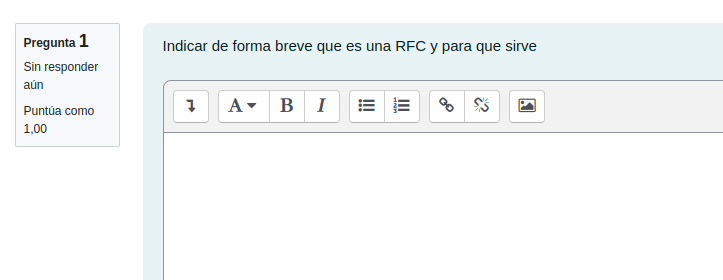 Pregunta 1
Sin responder
aún
Puntúa como
1,00
Indicar de forma breve que es una RFC y para que sirve
A B I